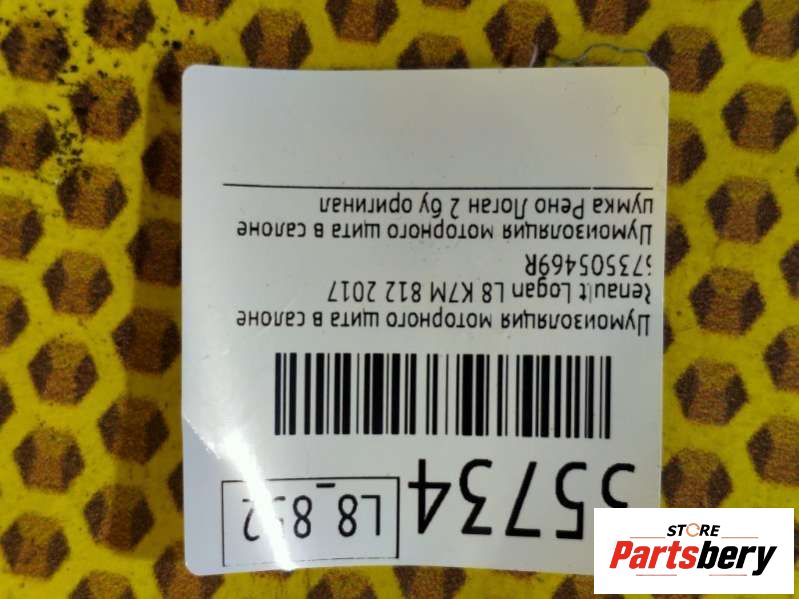 55734
Шумоизоляция моторного щита в салоне
Renault Logan L8 K7M 812 2017
673505469R
Шумоизоляция моторного щита в салоне
шумка Рено Логан 2 бу оригинал
STORE
Partsbery